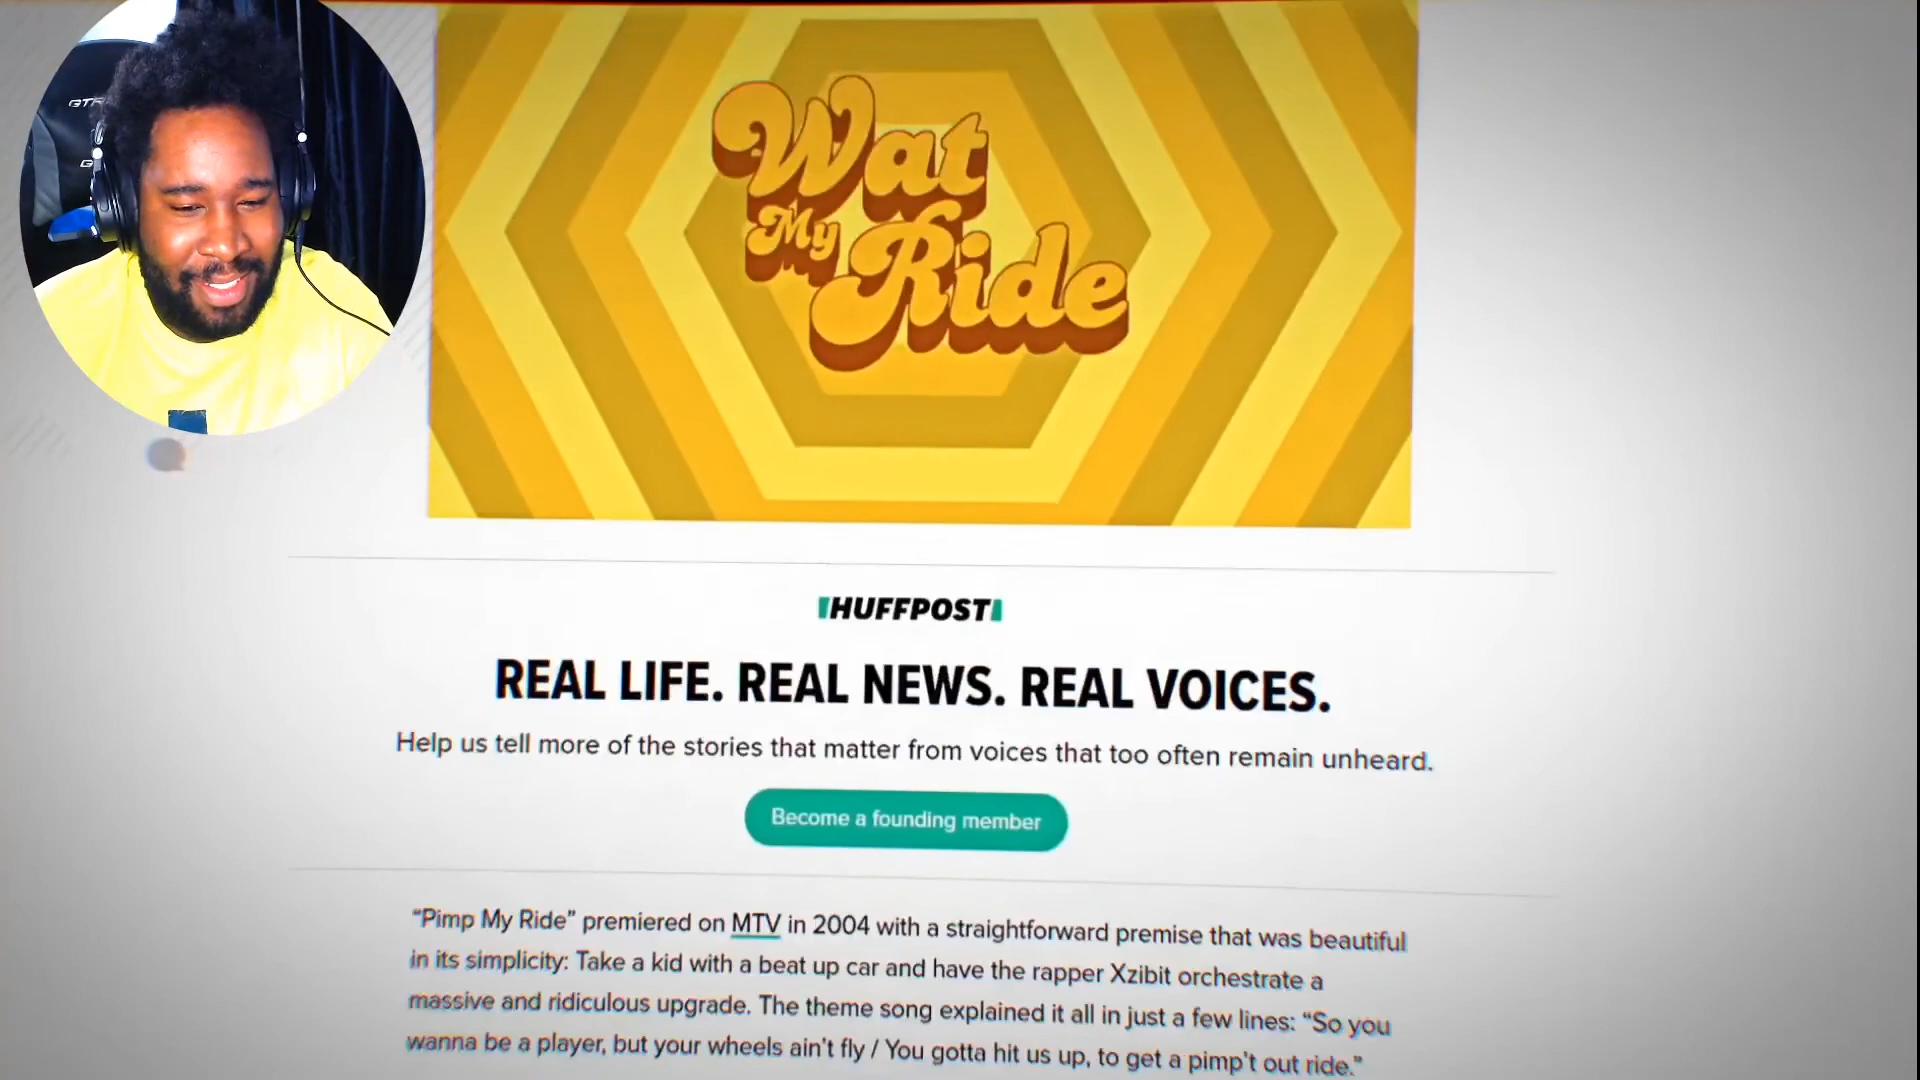 GTR
Wat
My
Ride
HUFFPOST
REAL LIFE. REAL NEWS. REAL VOICES.
Help us tell more of the stories that matter from voices that too often remain unheard.
Become a founding member
“Pimp My Ride” premiered on MTV in 2004 with a straightforward premise that was beautiful
in its simplicity: Take a kid with a beat up car and have the rapper Xzibit orchestrate a
massive and ridiculous upgrade. The theme song explained it all in just a few lines: “So you
wanna be a player, but your wheels ain’t fly / You gotta hit us up, to get a pimp’t out ride.”